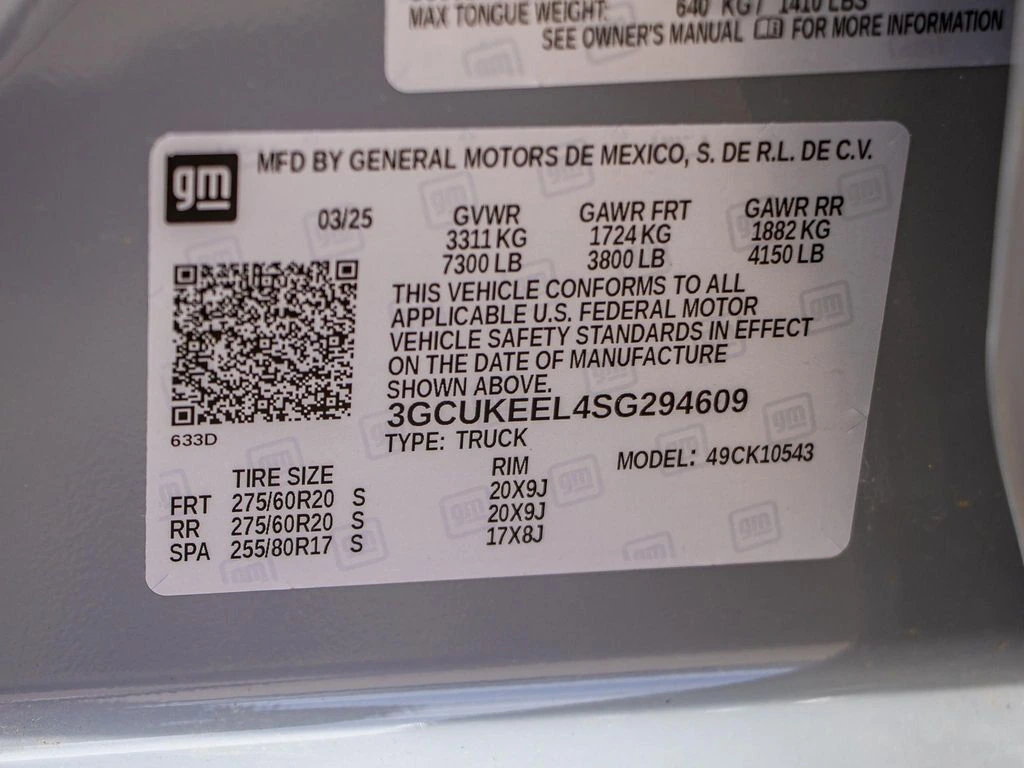 MAX TONGUE WEIGHT: 640 KG / 1410 LBS
SEE OWNER'S MANUAL FOR MORE INFORMATION
gm
MFD BY GENERAL MOTORS DE MEXICO, S. DE R.L. DE C.V.
03/25 GVWR GAWR FRT GAWR RR
3311 KG 1724 KG 1882 KG
7300 LB 3800 LB 4150 LB
THIS VEHICLE CONFORMS TO ALL
APPLICABLE U.S. FEDERAL MOTOR
VEHICLE SAFETY STANDARDS IN EFFECT
ON THE DATE OF MANUFACTURE
SHOWN ABOVE.
3GCUKEEL4SG294609
633D
TYPE: TRUCK
MODEL: 49CK10543
TIRE SIZE RIM
FRT 275/60R20 S 20X9J
RR 275/60R20 S 20X9J
SPA 255/80R17 S 17X8J